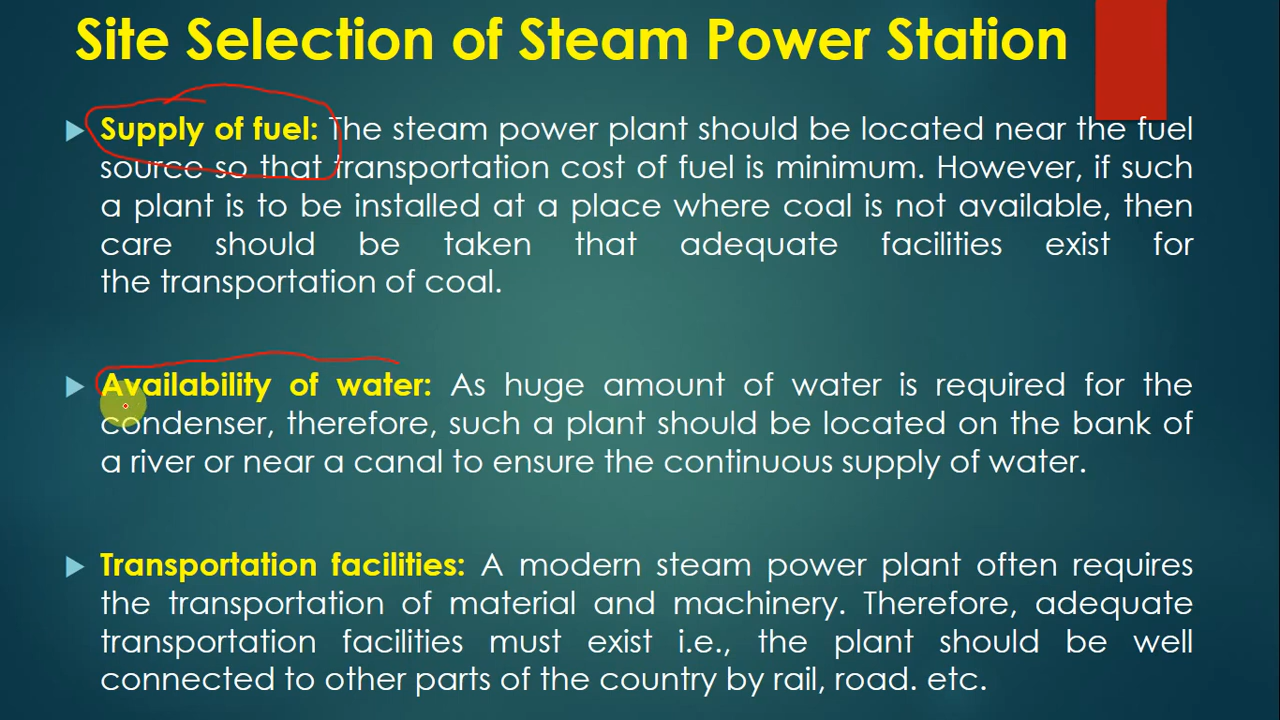 Site Selection of Steam Power Station
Supply of fuel: The steam power plant should be located near the fuel
source so that transportation cost of fuel is minimum. However, if such
a plant is to be installed at a place where coal is not available, then
care should be taken that adequate facilities exist for
the transportation of coal.
Availability of water: As huge amount of water is required for the
condenser, therefore, such a plant should be located on the bank of
a river or near a canal to ensure the continuous supply of water.
Transportation facilities: A modern steam power plant often requires
the transportation of material and machinery. Therefore, adequate
transportation facilities must exist i.e., the plant should be well
connected to other parts of the country by rail, road. etc.